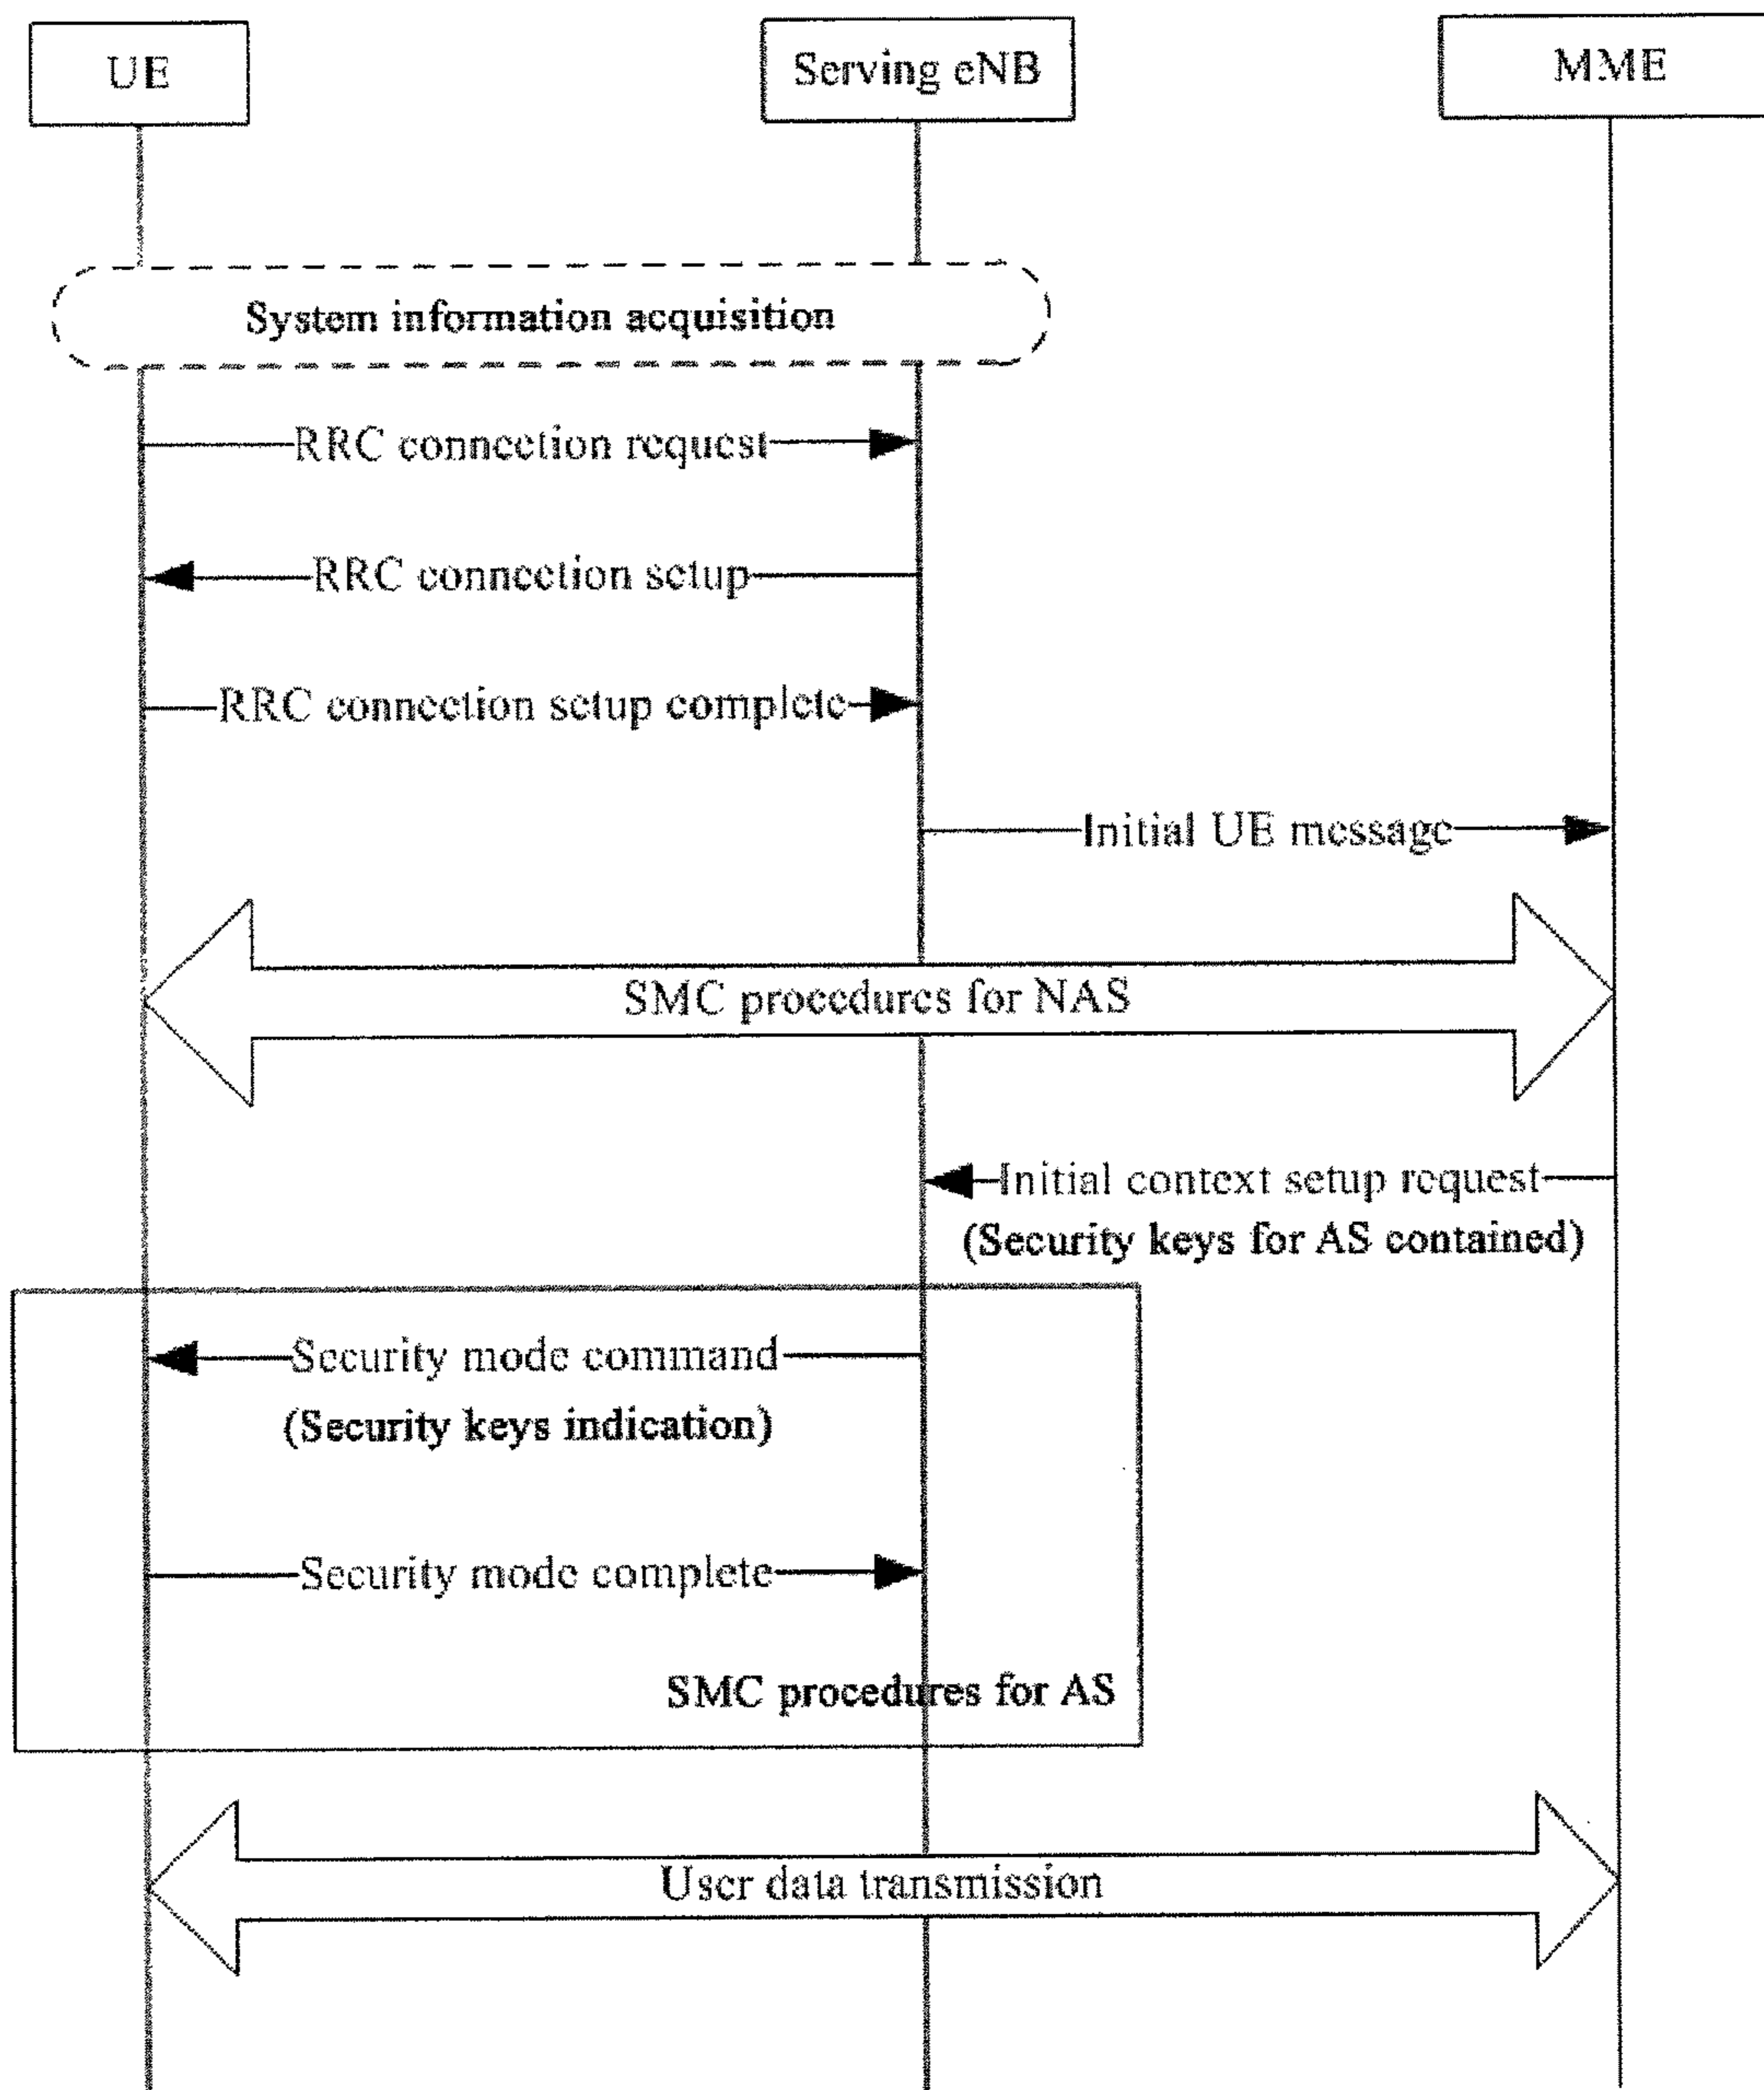 UE
Serving eNB
MME
System information acquisition
RRC connection request
RRC connection setup
RRC connection setup complete
Initial UE message
SMC procedures for NAS
Initial context setup request
(Security keys for AS contained)
Security mode command
(Security keys indication)
Security mode complete
SMC procedures for AS
User data transmission